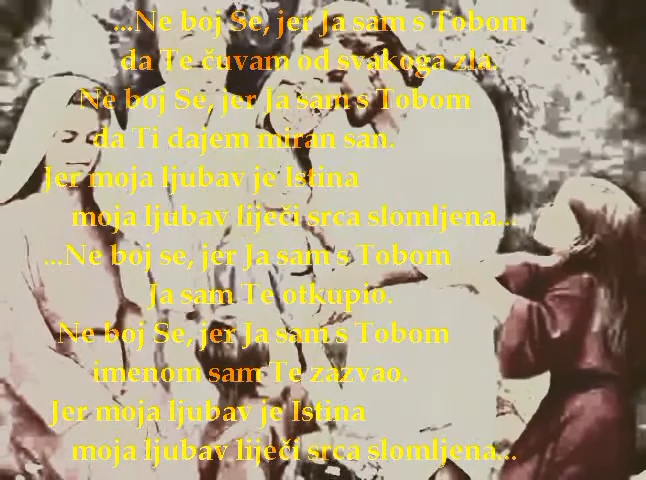 ...Ne boj Se, jer Ja sam s Tobom
da Te čuvam od svakoga zla.
Ne boj Se, jer Ja sam s Tobom
da Ti dajem miran san.
Jer moja ljubav je Istina
moja ljubav liječi srca slomljena...
...Ne boj se, jer Ja sam s Tobom
Ja sam Te otkupio.
Ne boj Se, jer Ja sam s Tobom
imenom sam Te zazvao.
Jer moja ljubav je Istina
moja ljubav liječi srca slomljena...